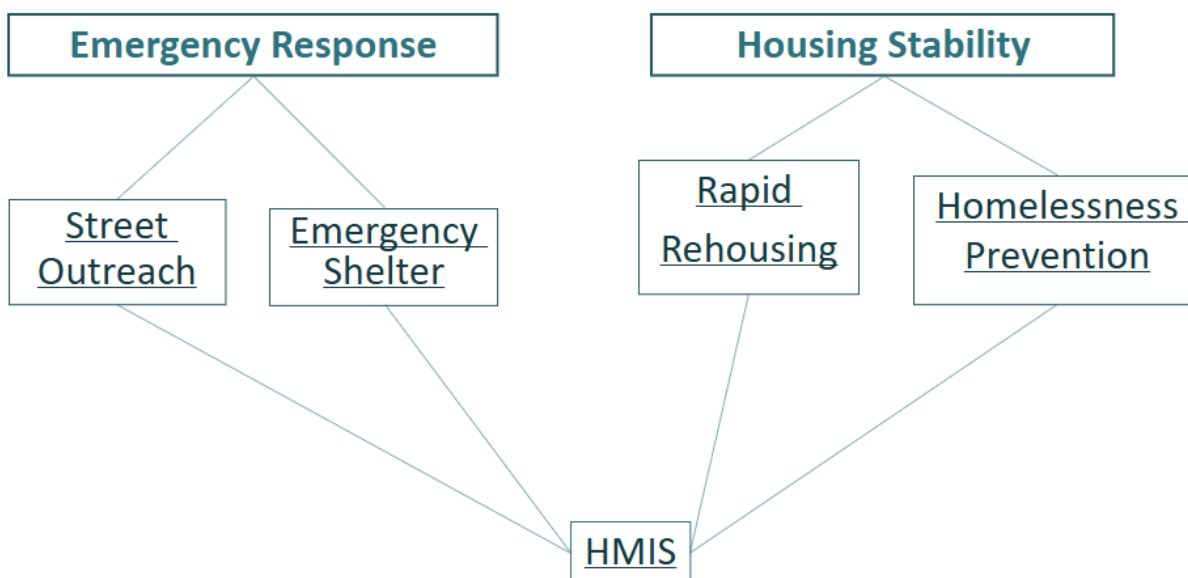 Emergency Response
Housing Stability
Street
Outreach
Emergency
Shelter
Rapid
Rehousing
Homelessness
Prevention
HMIS